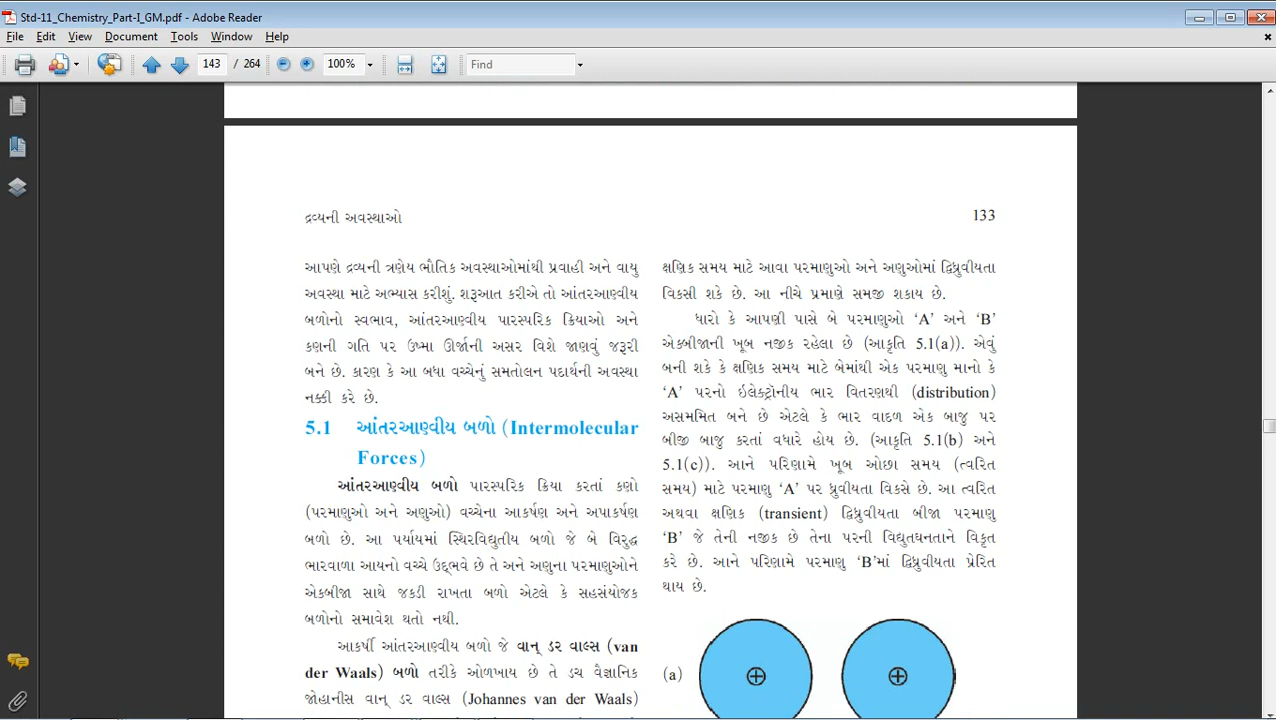 Std-11_Chemistry_Part-I_GM.pdf - Adobe Reader
File Edit View Document Tools Window Help
143 / 264 100% Find
દ્રવ્યની અવસ્થાઓ
133
આપણે દ્રવ્યની ત્રણેય ભૌતિક અવસ્થાઓમાંથી પ્રવાહી અને વાયુ
અવસ્થા માટે અભ્યાસ કરીશું. શરૂઆત કરીએ તો આંતરઆણ્વીય
બળોનો સ્વભાવ, આંતરઆણ્વીય પારસ્પરિક ક્રિયાઓ અને
કણની ગતિ પર ઉષ્મા ઊર્જાની અસર વિશે જાણવું જરૂરી
બને છે. કારણ કે આ બધા વચ્ચેનું સમતોલન પદાર્થની અવસ્થા
નક્કી કરે છે.
5.1 આંતરઆણ્વીય બળો (Intermolecular
Forces)
આંતરઆણ્વીય બળો પારસ્પરિક ક્રિયા કરતાં કણો
(પરમાણુઓ અને અણુઓ) વચ્ચેના આકર્ષણ અને અપાકર્ષણ
બળો છે. આ પર્યાયમાં સ્થિરવિદ્યુતીય બળો જે બે વિરુદ્ધ
ભારવાળા આયનો વચ્ચે ઉદ્ભવે છે તે અને અણુના પરમાણુઓને
એકબીજા સાથે જકડી રાખતા બળો એટલે કે સહસંયોજક
બળોનો સમાવેશ થતો નથી.
આકર્ષી આંતરઆણ્વીય બળો જે વાન્ ડર વાલ્સ (van
der Waals) બળો તરીકે ઓળખાય છે તે ડચ વૈજ્ઞાનિક
જોહાનીસ વાન્ ડર વાલ્સ (Johannes van der Waals)
ક્ષણિક સમય માટે આવા પરમાણુઓ અને અણુઓમાં દ્વિધ્રુવીયતા
વિકસી શકે છે. આ નીચે પ્રમાણે સમજી શકાય છે.
ધારો કે આપણી પાસે બે પરમાણુઓ ‘A’ અને ‘B’
એકબીજાની ખૂબ નજીક રહેલા છે (આકૃતિ 5.1(a)). એવું
બની શકે કે ક્ષણિક સમય માટે બેમાંથી એક પરમાણુ માનો કે
‘A’ પરનો ઇલેક્ટ્રોનીય ભાર વિતરણથી (distribution)
અસમમિત બને છે એટલે કે ભાર વાદળ એક બાજુ પર
બીજી બાજુ કરતાં વધારે હોય છે. (આકૃતિ 5.1(b) અને
5.1(c)). આને પરિણામે ખૂબ ઓછા સમય (ત્વરિત
સમય) માટે પરમાણુ ‘A’ પર ધ્રુવીયતા વિકસે છે. આ ત્વરિત
અથવા ક્ષણિક (transient) દ્વિધ્રુવીયતા બીજા પરમાણુ
‘B’ જે તેની નજીક છે તેના પરની વિદ્યુતઘનતાને વિકૃત
કરે છે. આને પરિણામે પરમાણુ ‘B’માં દ્વિધ્રુવીયતા પ્રેરિત
થાય છે.
(a) + +